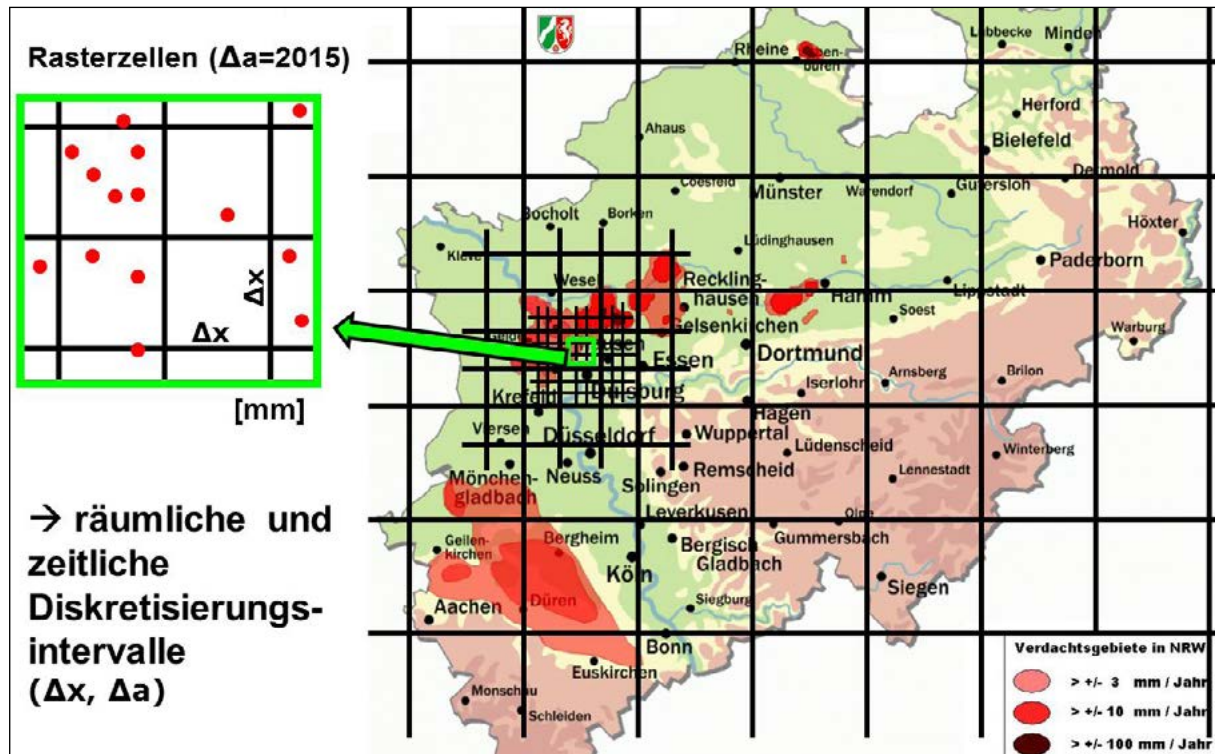 Rasterzellen (Δa=2015)
Δx
Δx
[mm]
→ räumliche und
zeitliche
Diskretisierungs-
intervalle
(Δx, Δa)
Rheine
Lubbecke
Minden
buren
Herford
Ahaus
Bielefeld
Coesfeld
Münster
Warendorf
Gutersloh
Detmold
Bocholt
Borken
Höxter
Kleve
Lüdinghausen
Paderborn
Wesel
Reckling-
hausen
Hamm
Lippstadt
Soest
Gelsenkirchen
Warburg
Essen
Dortmund
Duisburg
Arnsberg
Brilon
Iserlohn
Krefeld
Hagen
Viersen
Düsseldorf
Wuppertal
Lüdenscheid
Winterberg
Mönchen-
gladbach
Neuss
Solingen
Remscheid
Lennestadt
Leverkusen
Gummersbach
Olpe
Geilen-
kirchen
Bergheim
Bergisch
Gladbach
Köln
Siegen
Düren
Aachen
Siegburg
Bonn
Euskirchen
Monschau
Schleiden
Verdachtsgebiete in NRW
> +/- 3 mm / Jahr
> +/- 10 mm / Jahr
> +/- 100 mm / Jahr